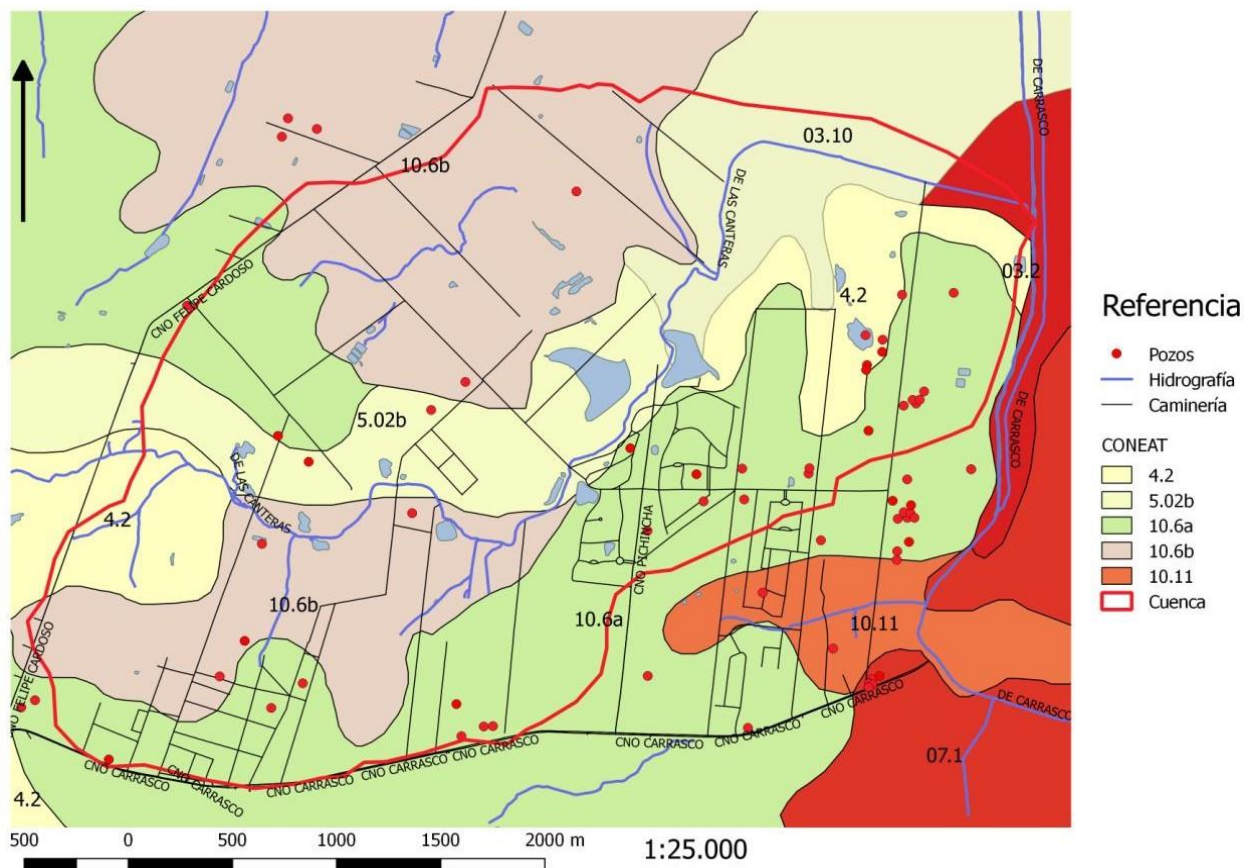 DE CARRASCO
03.10
10.6b
DE LAS CANTERAS
CNO FELIPE CARDOSO
03.2
4.2
DE CARRASCO
5.02b
DE LAS CANTERAS
4.2
CNO PICHINCHA
10.6b
10.6a
10.11
CNO FELIPE CARDOSO
CNO CARRASCO
DE CARRASCO
CNO CARRASCO
CNO CARRASCO
CNO CARRASCO
CNO CARRASCO
CNO CARRASCO
CNO CARRASCO
CNO CARRASCO
07.1
4.2
500 0 500 1000 1500 2000 m
1:25.000
Referencia
Pozos
Hidrografía
Caminería
CONEAT
4.2
5.02b
10.6a
10.6b
10.11
Cuenca